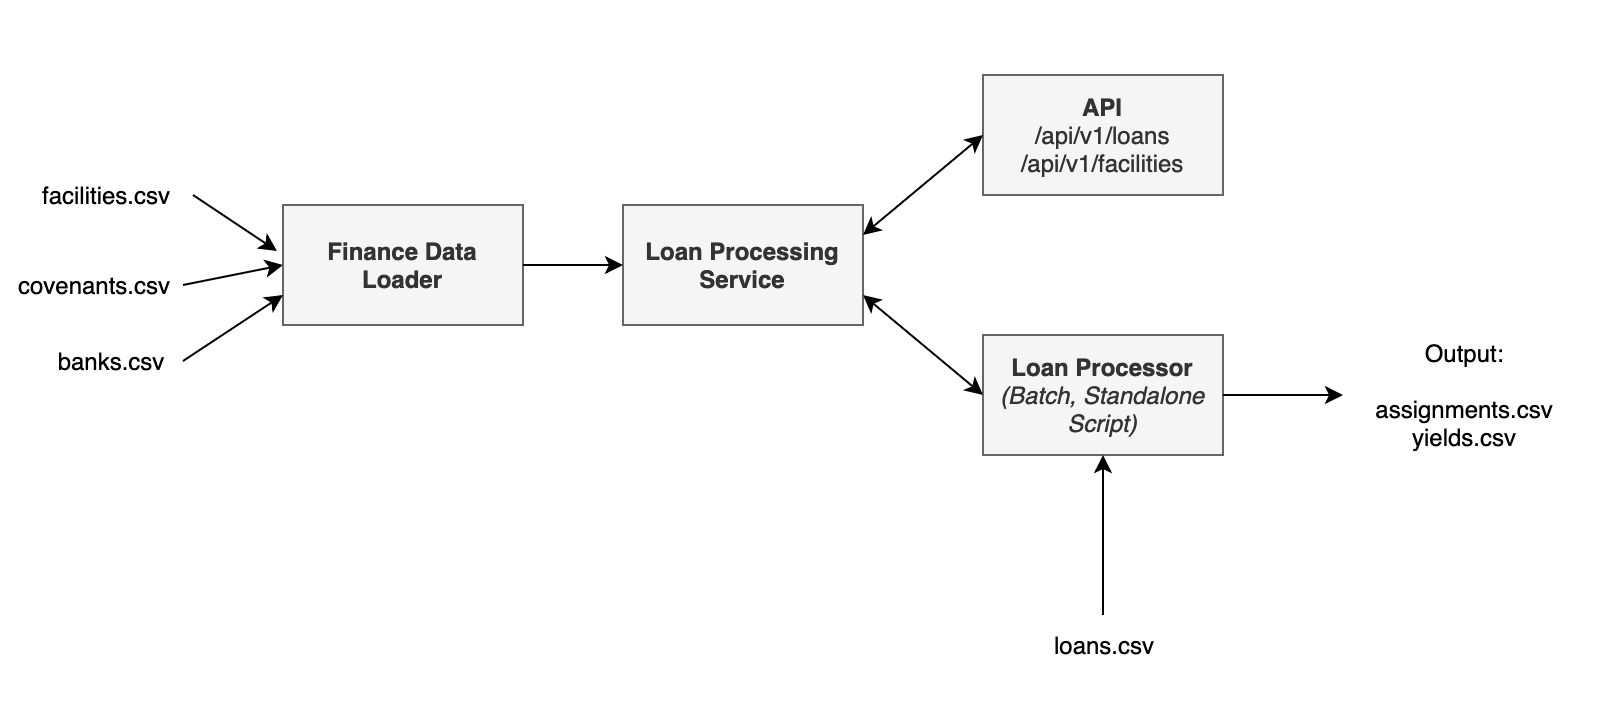 facilities.csv
covenants.csv
banks.csv
Finance Data
Loader
Loan Processing
Service
API
/api/v1/loans
/api/v1/facilities
Loan Processor
(Batch, Standalone
Script)
loans.csv
Output:
assignments.csv
yields.csv